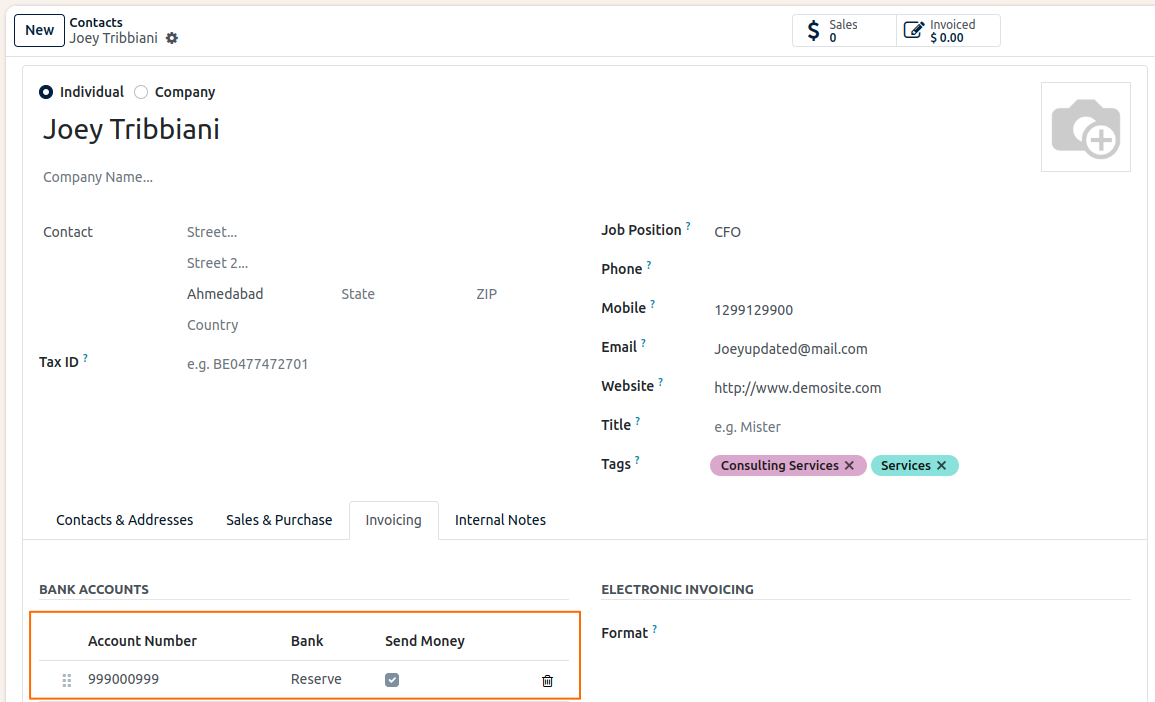 New
Contacts
Joey Tribbiani
Sales
0
Invoiced
$ 0.00
Individual
Company
Joey Tribbiani
Company Name...
Contact
Street...
Street 2...
Ahmedabad State ZIP
Country
Tax ID ?
e.g. BE0477472701
Job Position ? CFO
Phone ?
Mobile ? 1299129900
Email ? Joeyupdated@mail.com
Website ? http://www.demosite.com
Title ? e.g. Mister
Tags ? Consulting Services ✕ Services ✕
Contacts & Addresses Sales & Purchase Invoicing Internal Notes
BANK ACCOUNTS
Account Number Bank Send Money
999000999 Reserve
ELECTRONIC INVOICING
Format ?